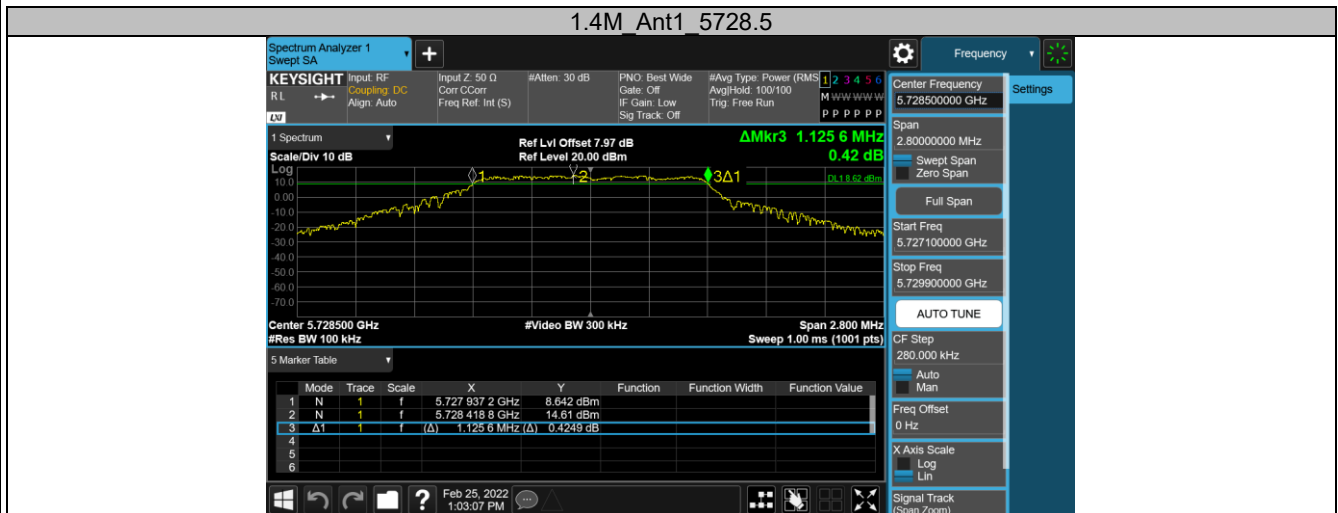 1.4M_Ant1_5728.5
Spectrum Analyzer 1
Swept SA
+
Frequency
KEYSIGHT
RL
LXI
Input: RF
Coupling: DC
Align: Auto
Input Z: 50 Ω
Corr CCorr
Freq Ref: Int (S)
#Atten: 30 dB
PNO: Best Wide
Gate: Off
IF Gain: Low
Sig Track: Off
#Avg Type: Power (RMS
Avg|Hold: 100/100
Trig: Free Run
1 2 3 4 5 6
M W W W W W
P P P P P P
Settings
1 Spectrum
Scale/Div 10 dB
Ref Lvl Offset 7.97 dB
Ref Level 20.00 dBm
ΔMkr3 1.125 6 MHz
0.42 dB
Log
10.0
0.00
-10.0
-20.0
-30.0
-40.0
-50.0
-60.0
-70.0
1
2
3Δ1
DL1 8.62 dBm
Center 5.728500 GHz
#Res BW 100 kHz
#Video BW 300 kHz
Span 2.800 MHz
Sweep 1.00 ms (1001 pts)
5 Marker Table
Mode Trace Scale X Y Function Function Width Function Value
1 N 1 f 5.727 937 2 GHz 8.642 dBm
2 N 1 f 5.728 418 8 GHz 14.61 dBm
3 Δ1 1 f (Δ) 1.125 6 MHz (Δ) 0.4249 dB
4
5
6
Center Frequency
5.728500000 GHz
Span
2.80000000 MHz
Swept Span
Zero Span
Full Span
Start Freq
5.727100000 GHz
Stop Freq
5.729900000 GHz
AUTO TUNE
CF Step
280.000 kHz
Auto
Man
Freq Offset
0 Hz
X Axis Scale
Log
Lin
Signal Track
(Span Zoom)
?
Feb 25, 2022
1:03:07 PM